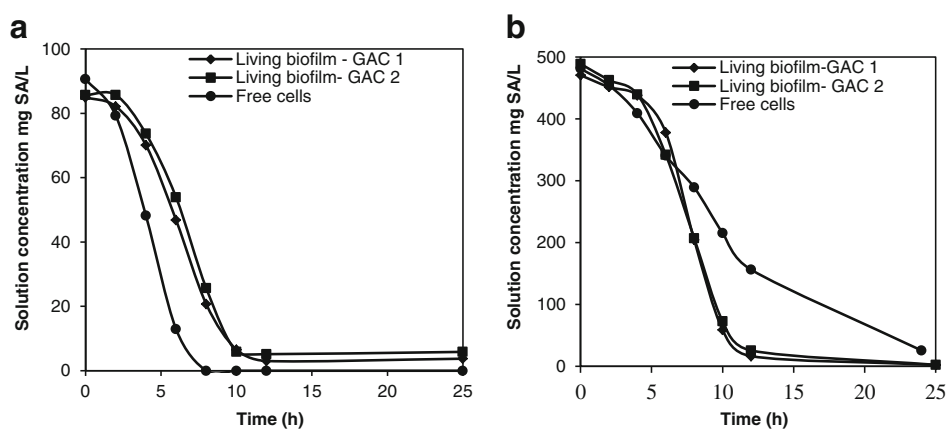 a
100
80
60
40
20
0
Solution concentration mg SA/L
0 5 10 15 20 25
Time (h)
Living biofilm - GAC 1
Living biofilm- GAC 2
Free cells
b
500
400
300
200
100
0
Solution concentration mg SA/L
0 5 10 15 20 25
Time (h)
Living biofilm-GAC 1
Living biofilm- GAC 2
Free cells